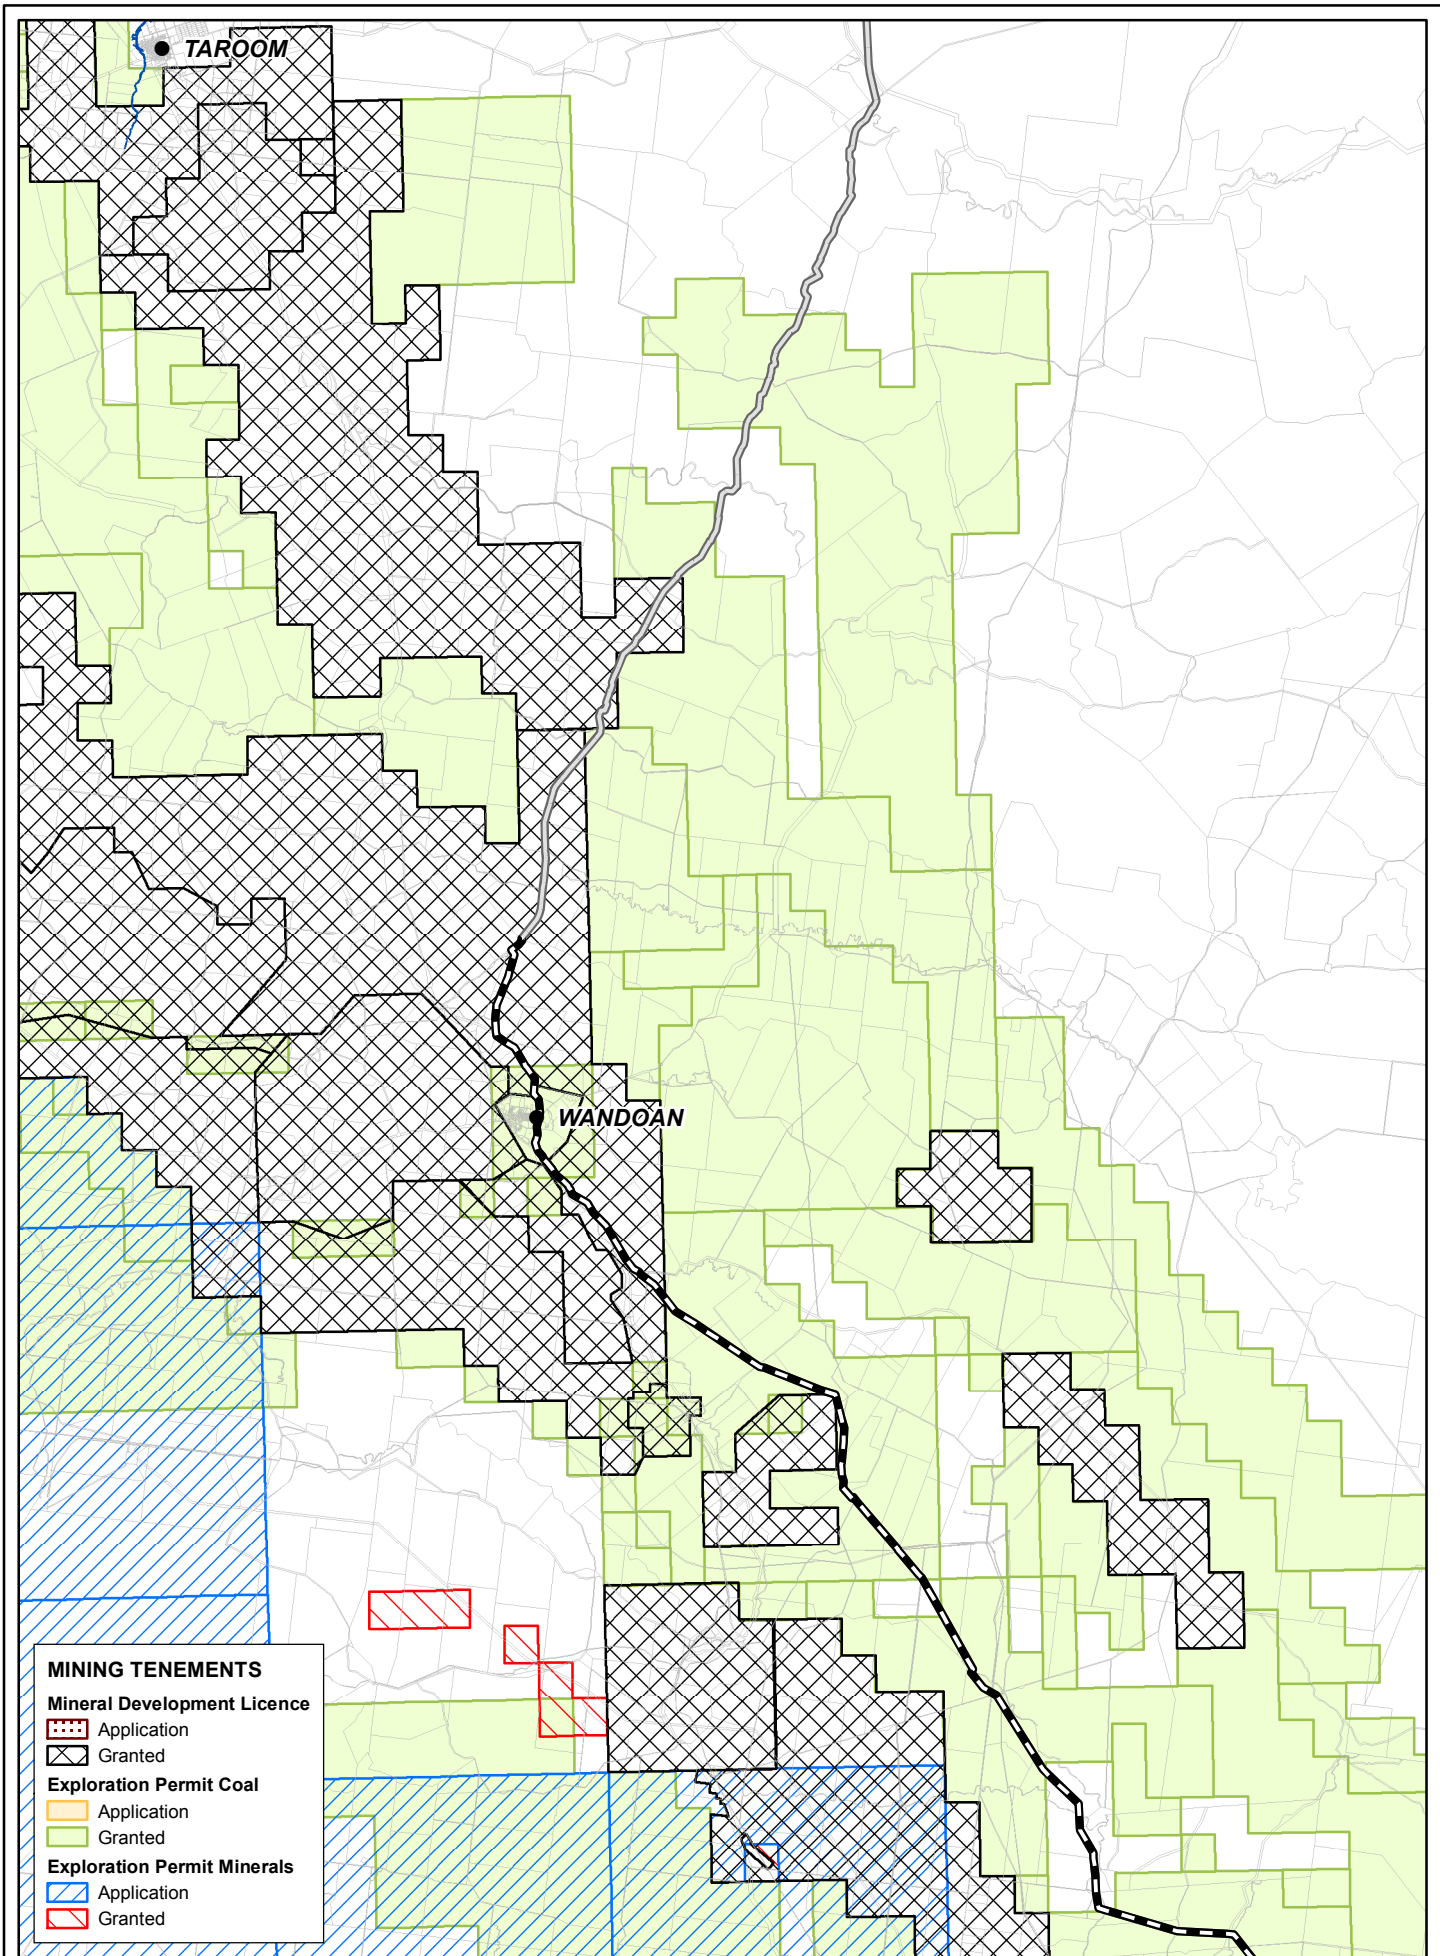 TAROOM
WANDOAN
MINING TENEMENTS
Mineral Development Licence
Application
Granted
Exploration Permit Coal
Application
Granted
Exploration Permit Minerals
Application
Granted